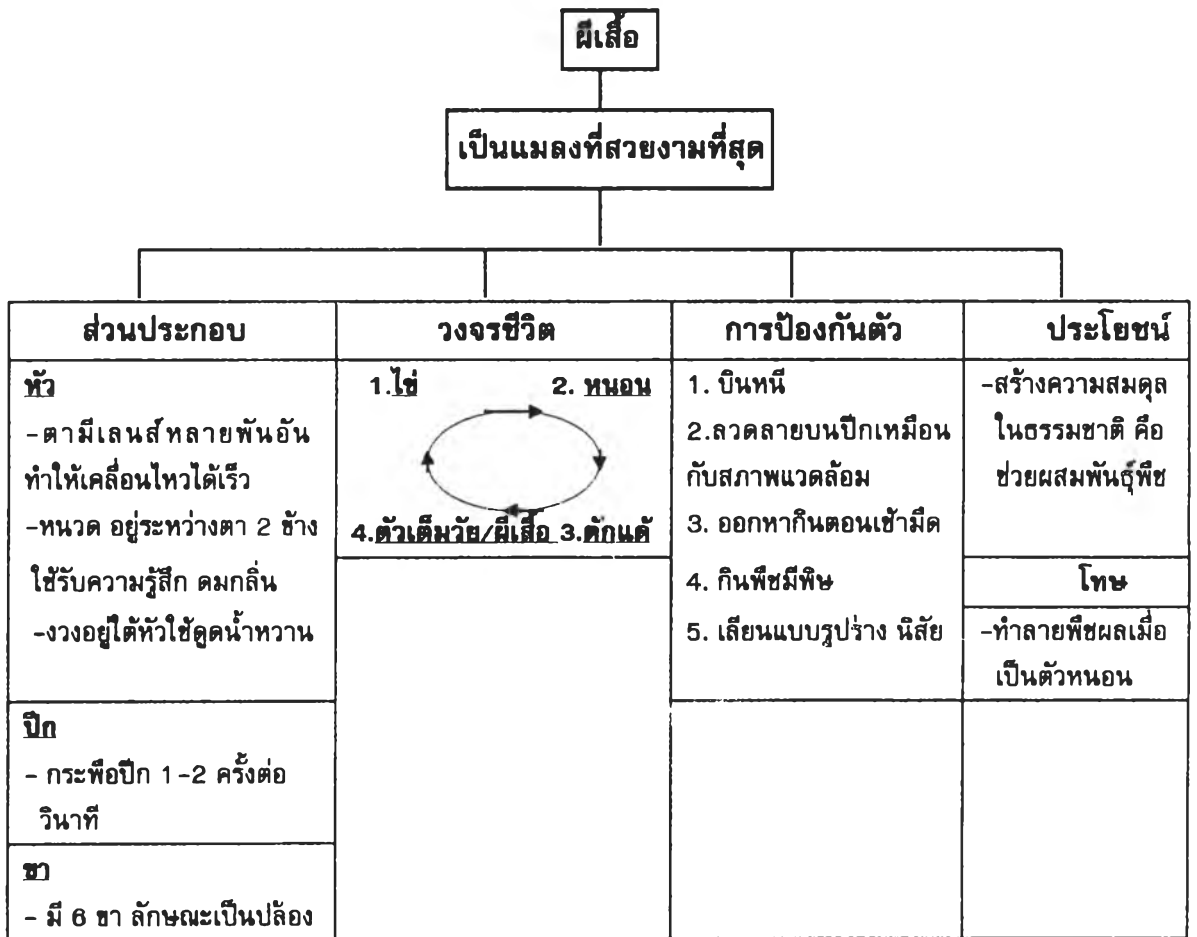 ผีเสื้อ
เป็นแมลงที่สวยงามที่สุด
ส่วนประกอบ
หัว
-ตามีเลนส์หลายพันอัน
ทำให้เคลื่อนไหวได้เร็ว
-หนวด อยู่ระหว่างตา 2 ข้าง
ใช้รับความรู้สึก ดมกลิ่น
-งวงอยู่ใต้หัวใช้ดูดน้ำหวาน
ปีก
- กระพือปีก 1-2 ครั้งต่อ
วินาที
ขา
- มี 6 ขา ลักษณะเป็นปล้อง
วงจรชีวิต
1.ไข่ 2. หนอน
4.ตัวเต็มวัย/ผีเสื้อ 3.ดักแด้
การป้องกันตัว
1. บินหนี
2.ลวดลายบนปีกเหมือน
กับสภาพแวดล้อม
3. ออกหากินตอนเช้ามืด
4. กินพืชมีพิษ
5. เลียนแบบรูปร่าง นิสัย
ประโยชน์
-สร้างความสมดุล
ในธรรมชาติ คือ
ช่วยผสมพันธุ์พืช
โทษ
-ทำลายพืชผลเมื่อ
เป็นตัวหนอน